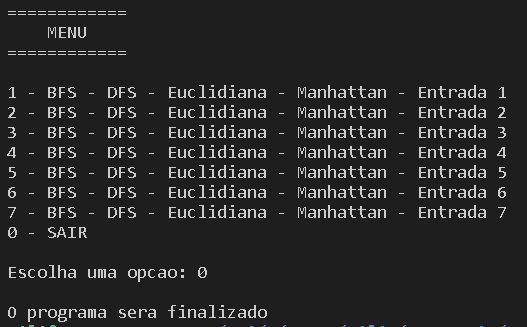 ============
MENU
============
1 - BFS - DFS - Euclidiana - Manhattan - Entrada 1
2 - BFS - DFS - Euclidiana - Manhattan - Entrada 2
3 - BFS - DFS - Euclidiana - Manhattan - Entrada 3
4 - BFS - DFS - Euclidiana - Manhattan - Entrada 4
5 - BFS - DFS - Euclidiana - Manhattan - Entrada 5
6 - BFS - DFS - Euclidiana - Manhattan - Entrada 6
7 - BFS - DFS - Euclidiana - Manhattan - Entrada 7
0 - SAIR
Escolha uma opcao: 0
O programa sera finalizado